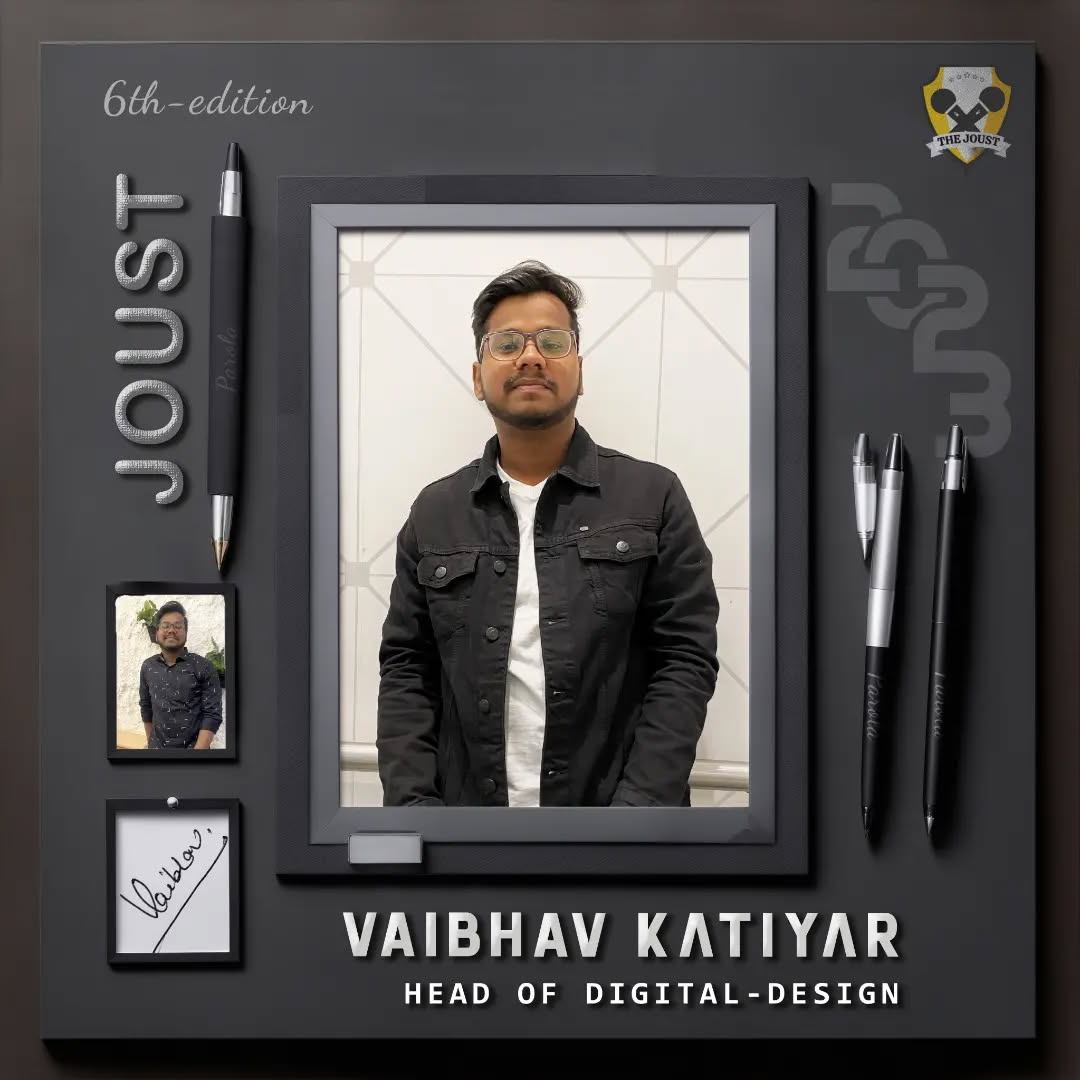 6th-edition
THE JOUST
JOUST
2023
Parola
Parola
Parola
Vaibhav.
VAIBHAV KATIYAR
HEAD OF DIGITAL-DESIGN